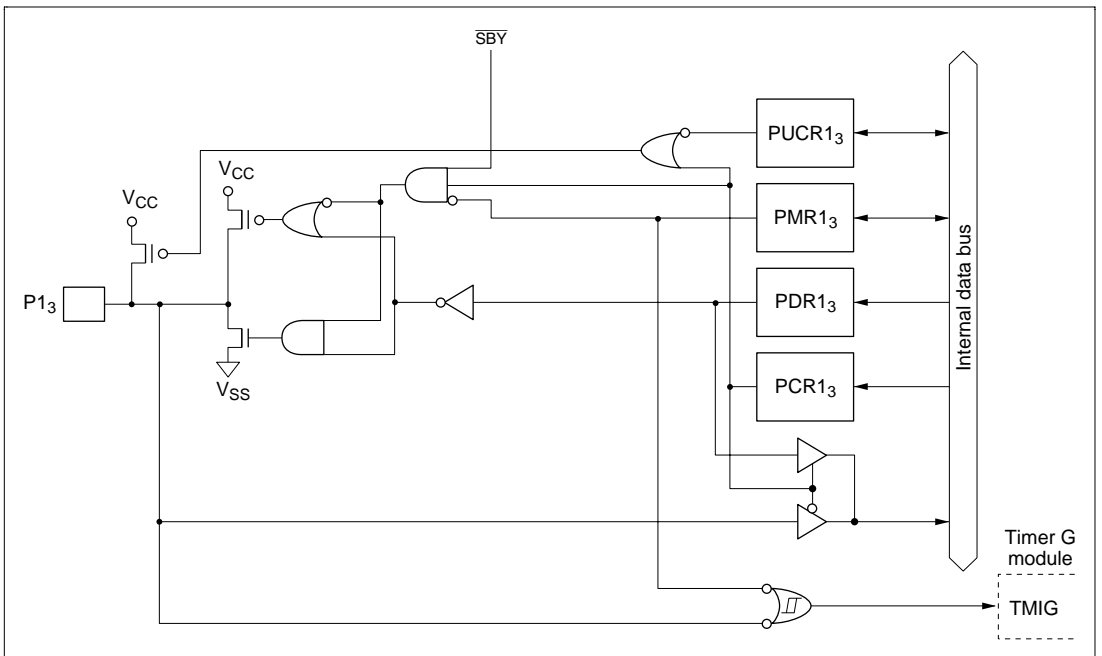 SBY
PUCR1₃
VCC
VCC
PMR1₃
P1₃
PDR1₃
Internal data bus
VSS
PCR1₃
Timer G
module
TMIG